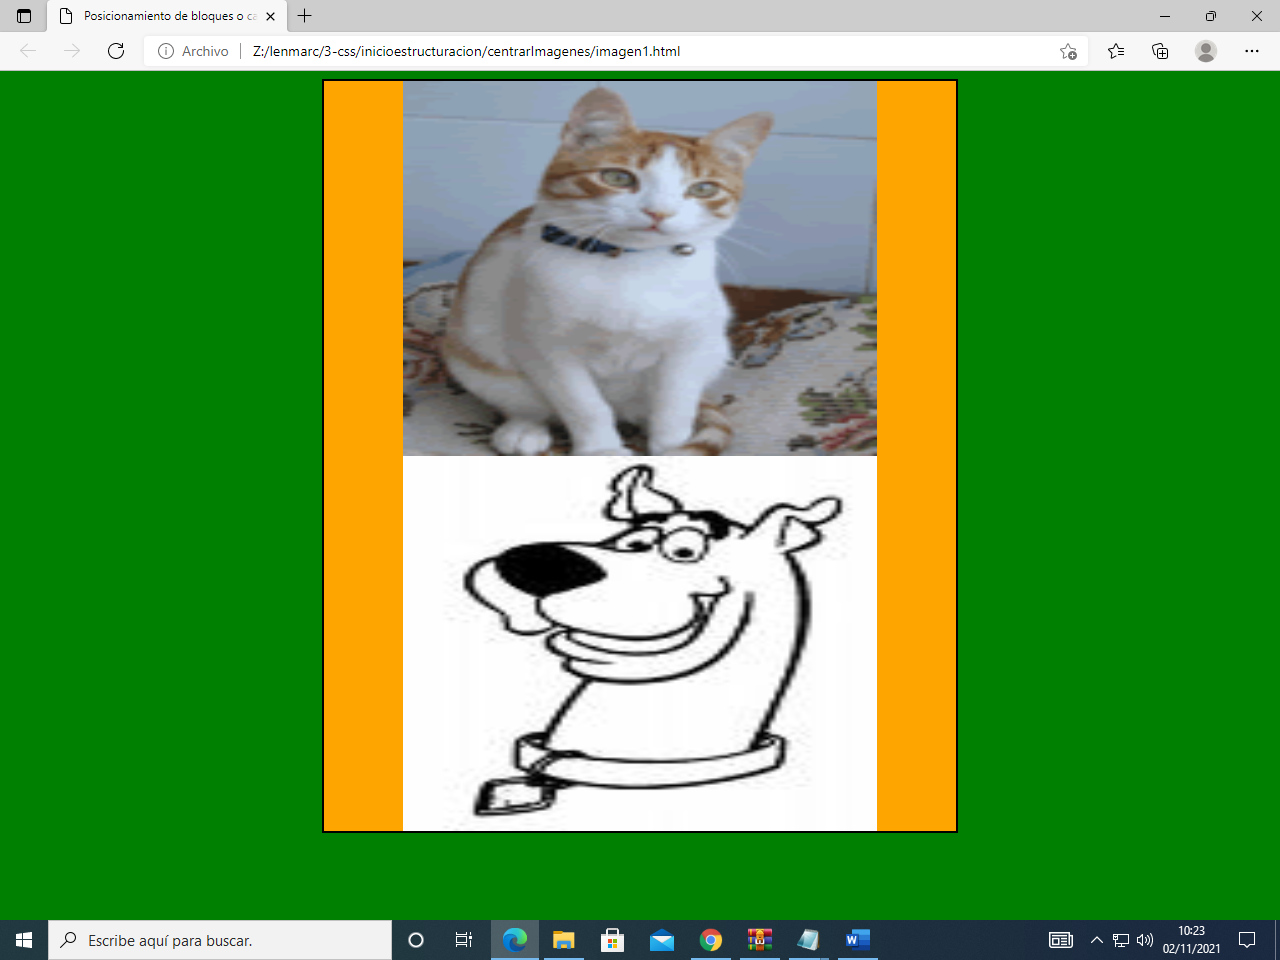 Posicionamiento de bloques o ca
Archivo
Z:/lenmarc/3-css/inicioestructuracion/centrarImagenes/imagen1.html
Escribe aquí para buscar.
10:23
02/11/2021